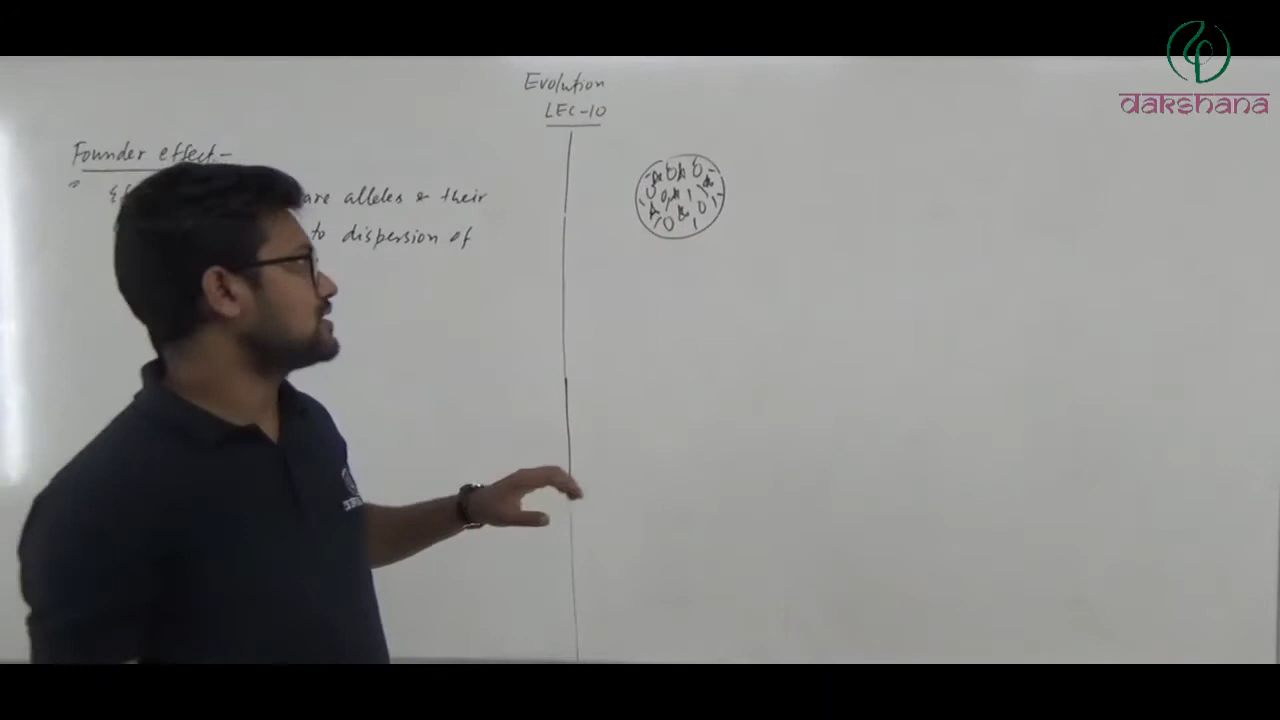 dakshana
Evolution
LEC-10
Founder effect-
are alleles & their
to dispersion of